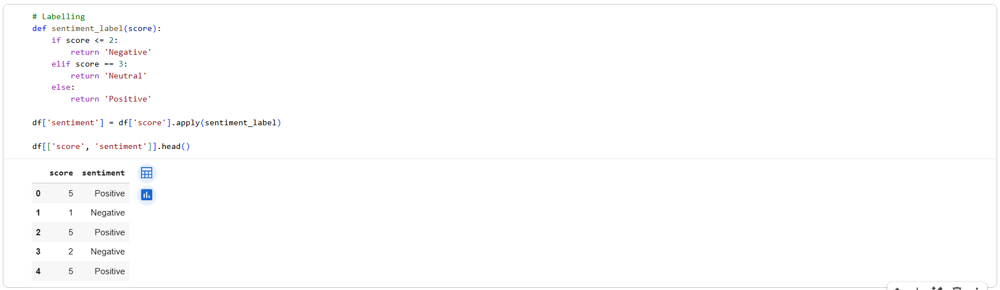 # Labelling
def sentiment_label(score):
    if score <= 2:
        return 'Negative'
    elif score == 3:
        return 'Neutral'
    else:
        return 'Positive'
df['sentiment'] = df['score'].apply(sentiment_label)
df[['score', 'sentiment']].head()
score sentiment
0 5 Positive
1 1 Negative
2 5 Positive
3 2 Negative
4 5 Positive